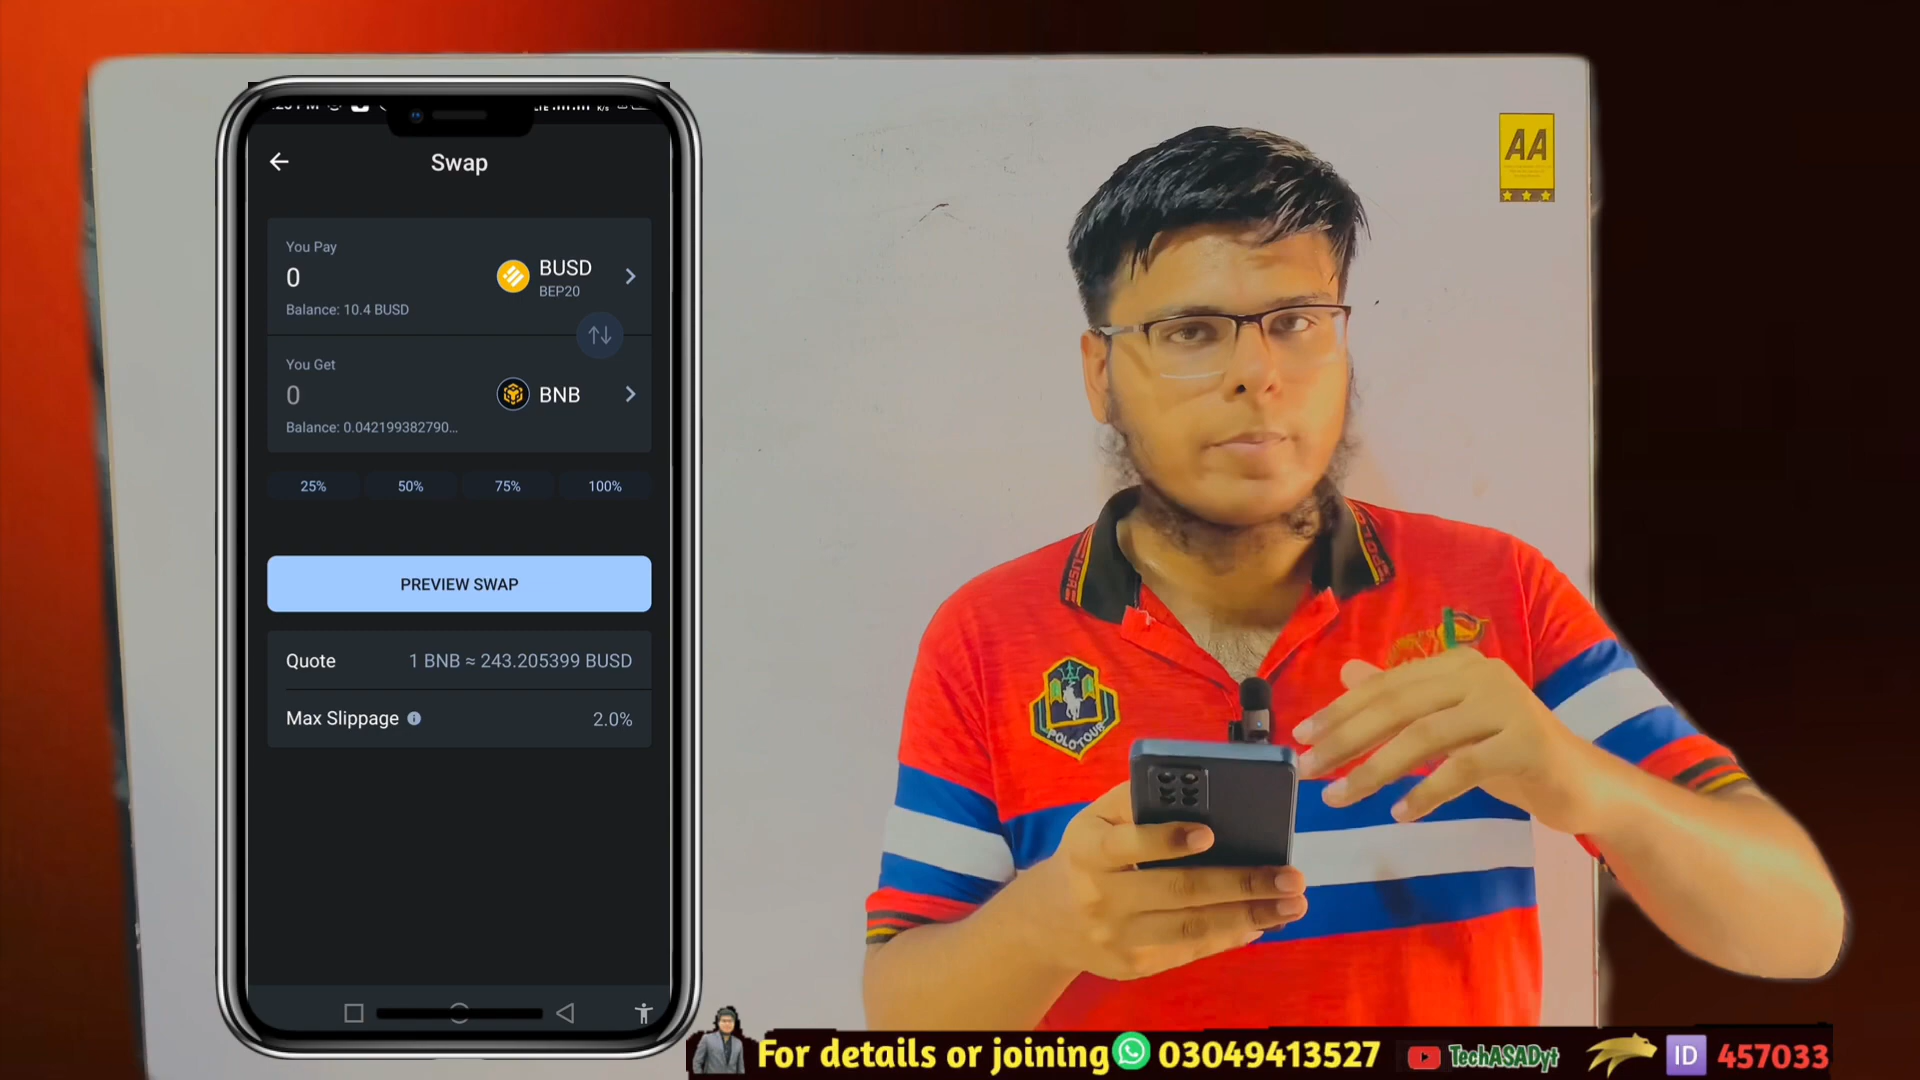 Swap
You Pay
0
BUSD
BEP20
Balance: 10.4 BUSD
You Get
0
BNB
Balance: 0.042199382790...
25% 50% 75% 100%
PREVIEW SWAP
Quote 1 BNB ≈ 243.205399 BUSD
Max Slippage 2.0%
AA
POLO TOUR
For details or joining 03049413527 TechASADyt ID 457033